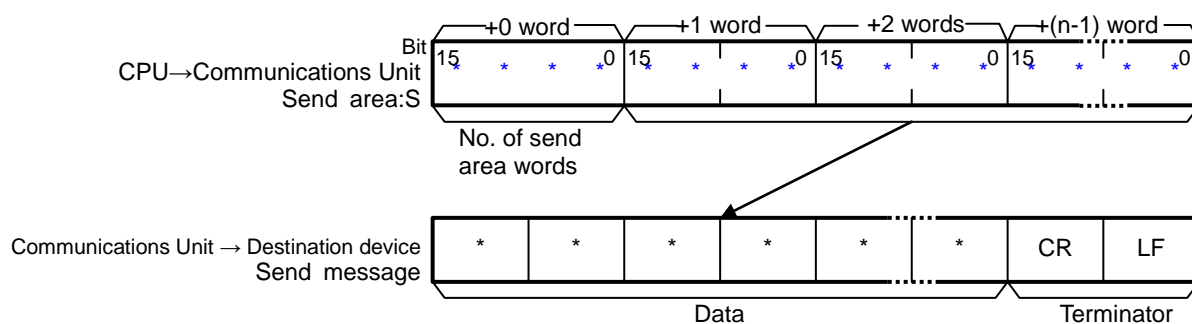 +0 word +1 word +2 words +(n-1) word
Bit 15 0 15 0 15 0 15 0
CPU→Communications Unit * * * * * * * * * * * * * * * *
Send area:S
No. of send
area words
Communications Unit → Destination device * * * * * * CR LF
Send message
Data Terminator